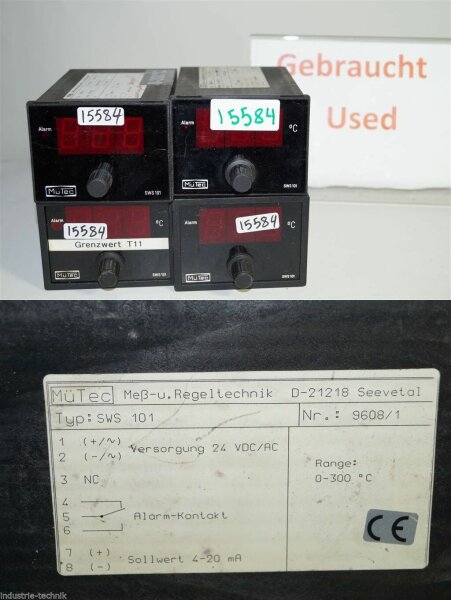 Gebraucht
Used
15584
Alarm
MüTec
SWS 101
15584
°C
MüTec
SWS 101
Alarm
15584
°C
Grenzwert T11
MüTec
SWS 101
15584
°C
MüTec
SWS 101
MüTec Meß-u.Regeltechnik D-21218 Seevetal
Typ: SWS 101 Nr.: 9608/1
1 (+/~) Versorgung 24 VDC/AC
2 (-/~)
Range:
0-300 °C
3 NC
4
5 Alarm-Kontakt
6
CE
7 (+) Sollwert 4-20 mA
8 (-)
industrie-technik